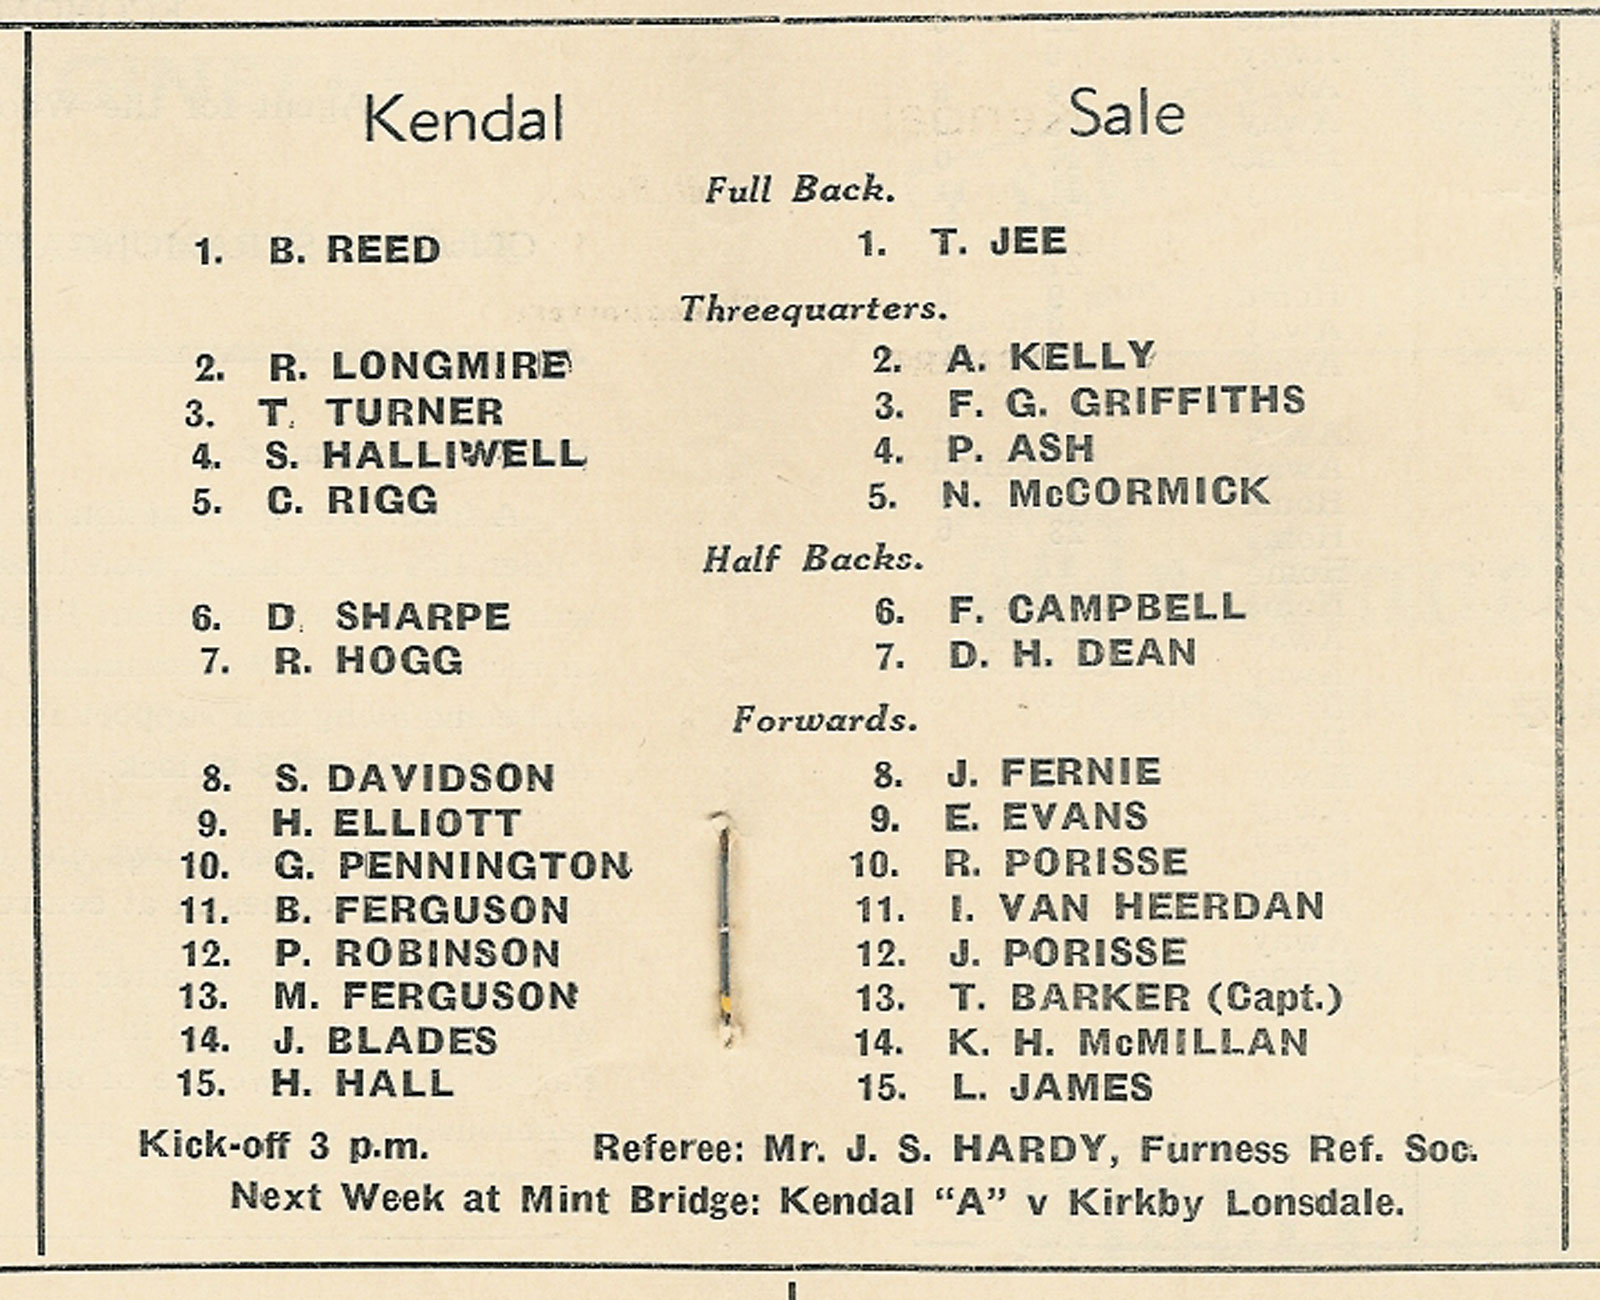 Kendal Sale
Full Back.
1. B. REED 1. T. JEE
Threequarters.
2. R. LONGMIRE 2. A. KELLY
3. T. TURNER 3. F. G. GRIFFITHS
4. S. HALLIWELL 4. P. ASH
5. C. RIGG 5. N. McCORMICK
Half Backs.
6. D. SHARPE 6. F. CAMPBELL
7. R. HOGG 7. D. H. DEAN
Forwards.
8. S. DAVIDSON 8. J. FERNIE
9. H. ELLIOTT 9. E. EVANS
10. G. PENNINGTON 10. R. PORISSE
11. B. FERGUSON 11. I. VAN HEERDAN
12. P. ROBINSON 12. J. PORISSE
13. M. FERGUSON 13. T. BARKER (Capt.)
14. J. BLADES 14. K. H. McMILLAN
15. H. HALL 15. L. JAMES
Kick-off 3 p.m. Referee: Mr. J. S. HARDY, Furness Ref. Soc.
Next Week at Mint Bridge: Kendal “A” v Kirkby Lonsdale.